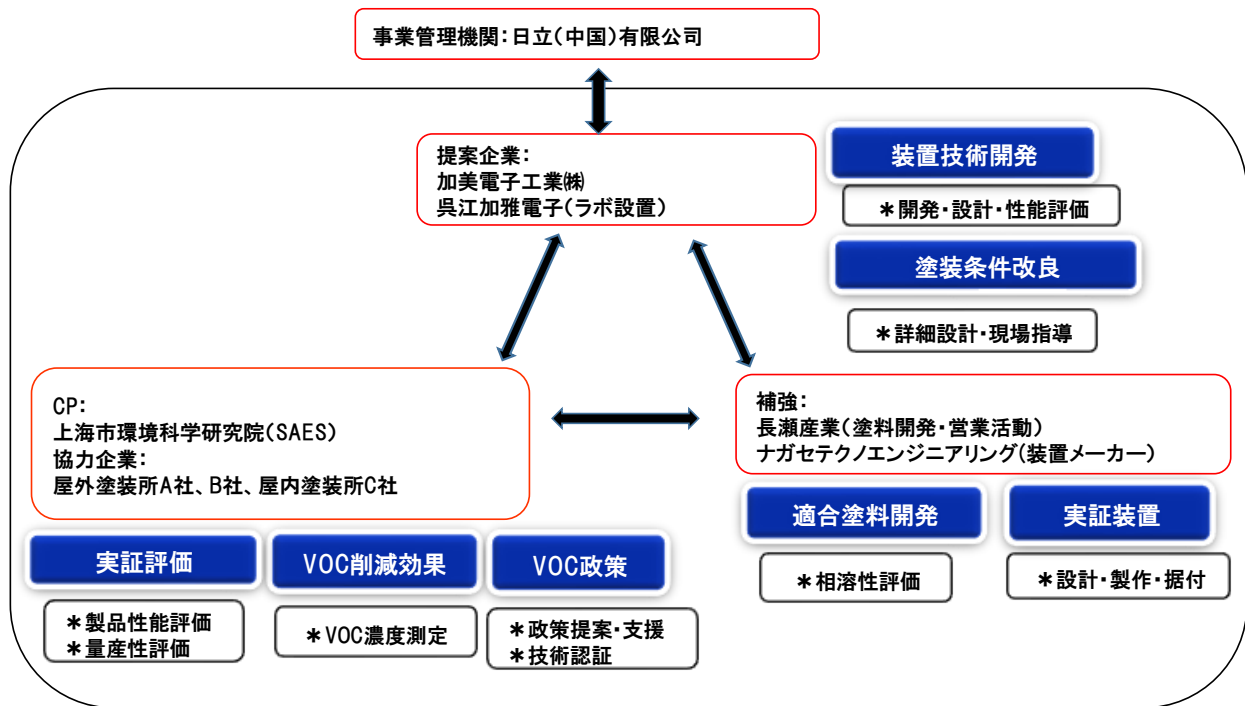 事業管理機関：日立（中国）有限公司
提案企業：
加美電子工業㈱
呉江加雅電子（ラボ設置）
装置技術開発
＊開発・設計・性能評価
塗装条件改良
＊詳細設計・現場指導
CP：
上海市環境科学研究院（SAES）
協力企業：
屋外塗装所A社、B社、屋内塗装所C社
補強：
長瀬産業（塗料開発・営業活動）
ナガセテクノエンジニアリング(装置メーカー)
実証評価
＊製品性能評価
＊量産性評価
VOC削減効果
＊VOC濃度測定
VOC政策
＊政策提案・支援
＊技術認証
適合塗料開発
＊相溶性評価
実証装置
＊設計・製作・据付